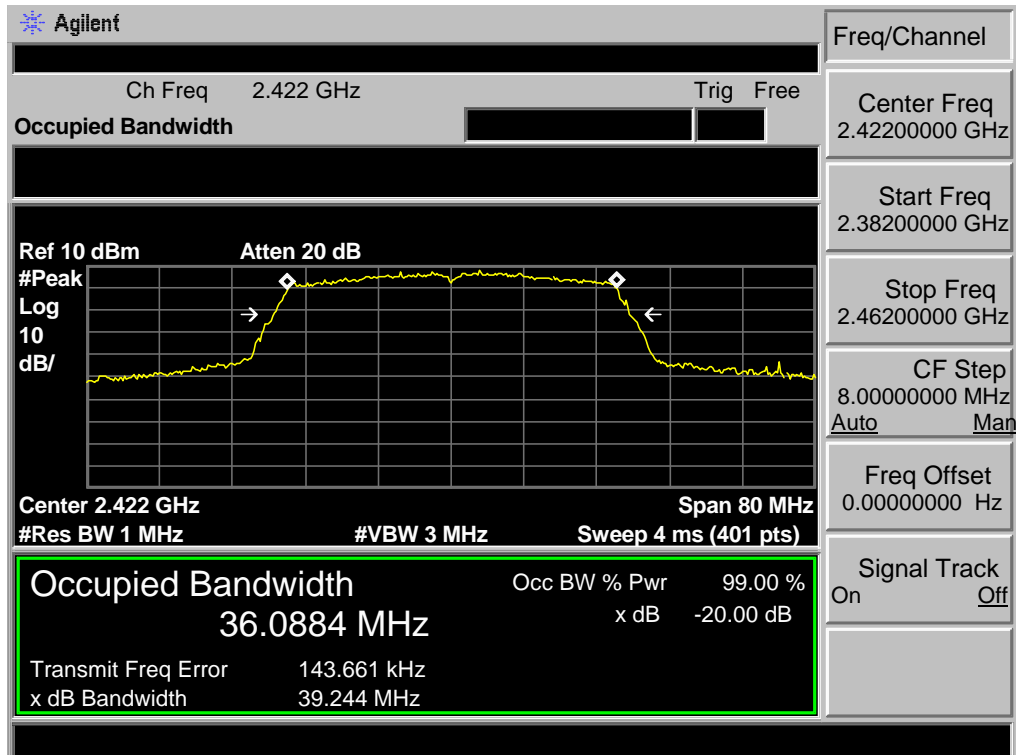 Agilent
Freq/Channel
Ch Freq 2.422 GHz Trig Free
Occupied Bandwidth
Center Freq
2.42200000 GHz
Start Freq
2.38200000 GHz
Ref 10 dBm Atten 20 dB
#Peak
Log
10
dB/
Stop Freq
2.46200000 GHz
CF Step
8.00000000 MHz
Auto Man
Freq Offset
0.00000000 Hz
Center 2.422 GHz Span 80 MHz
#Res BW 1 MHz #VBW 3 MHz Sweep 4 ms (401 pts)
Signal Track
On Off
Occupied Bandwidth Occ BW % Pwr 99.00 %
36.0884 MHz x dB -20.00 dB
Transmit Freq Error 143.661 kHz
x dB Bandwidth 39.244 MHz